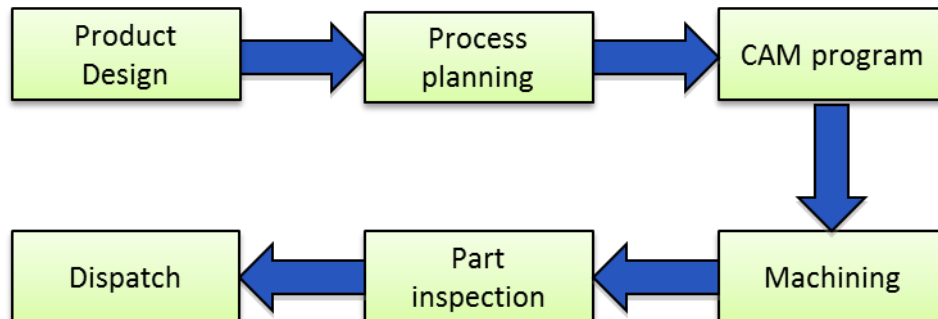 Product
Design
Process
planning
CAM program
Machining
Part
inspection
Dispatch